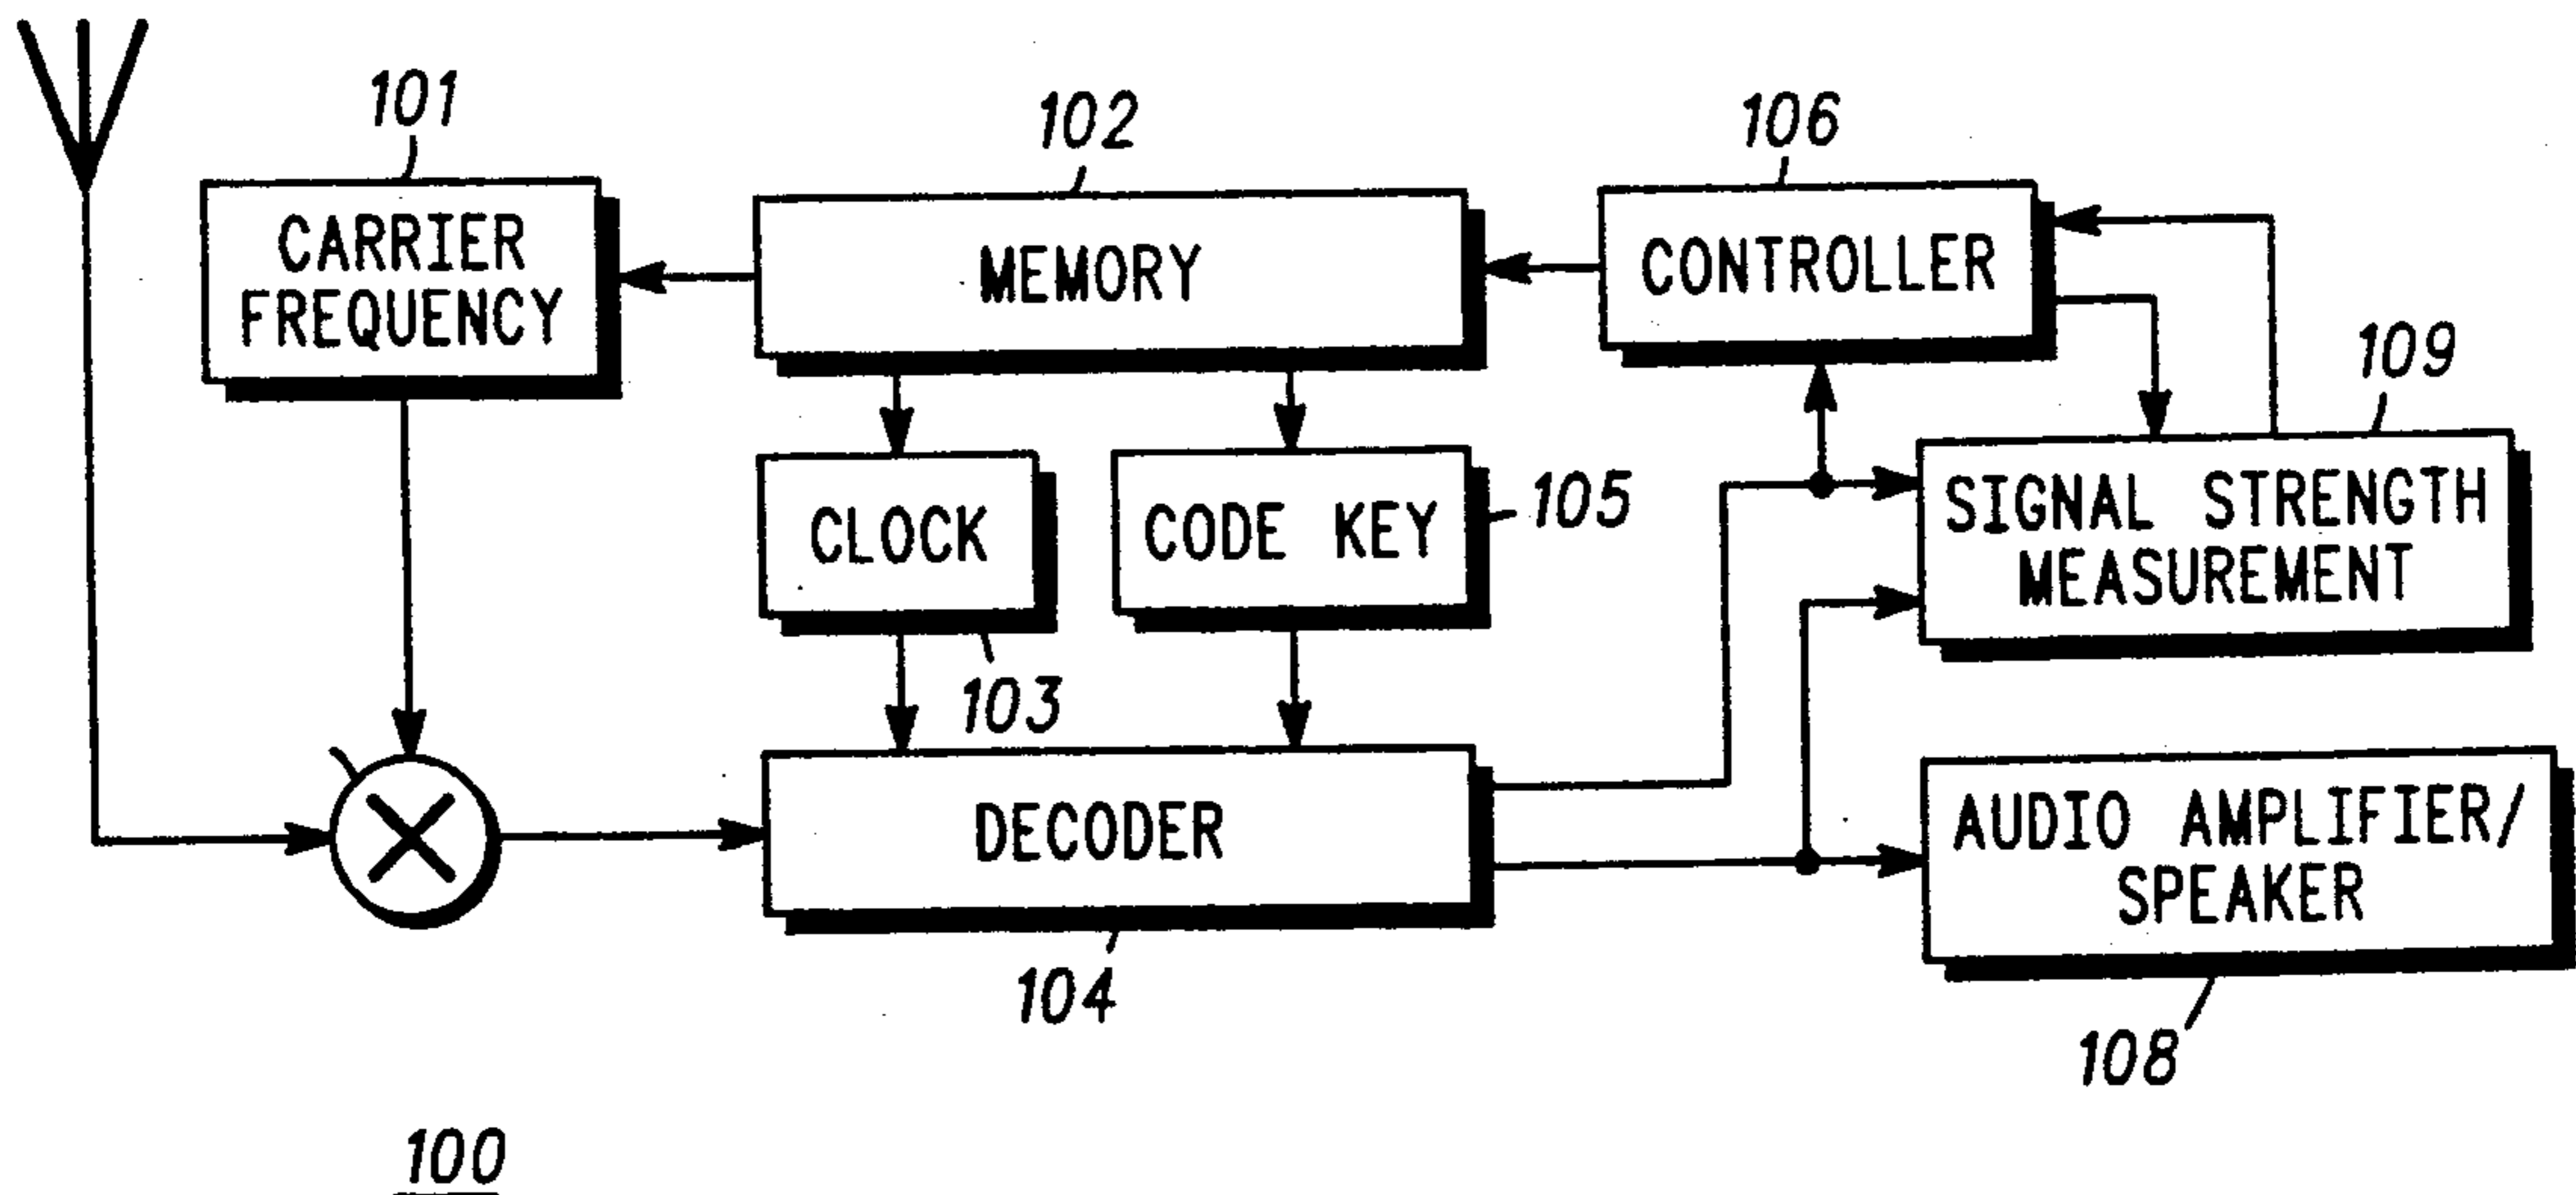 101
102
106
CARRIER
FREQUENCY
MEMORY
CONTROLLER
109
CLOCK
CODE KEY
105
SIGNAL STRENGTH
MEASUREMENT
103
DECODER
AUDIO AMPLIFIER/
SPEAKER
104
108
100